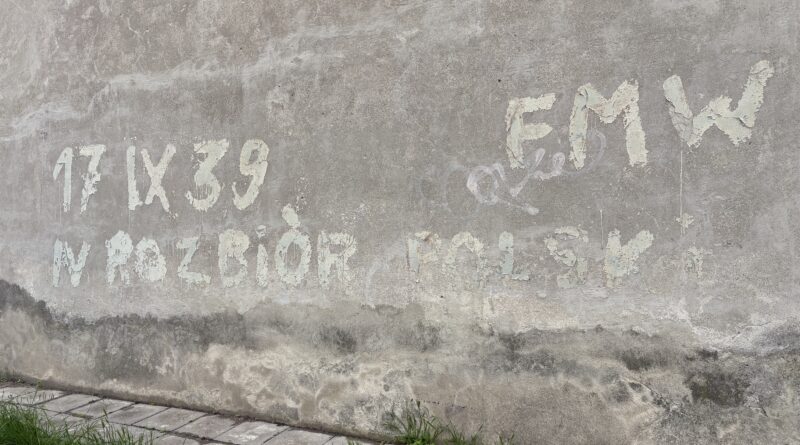 FMW
17 IX 39
IV ROZBIÓR POLSKI